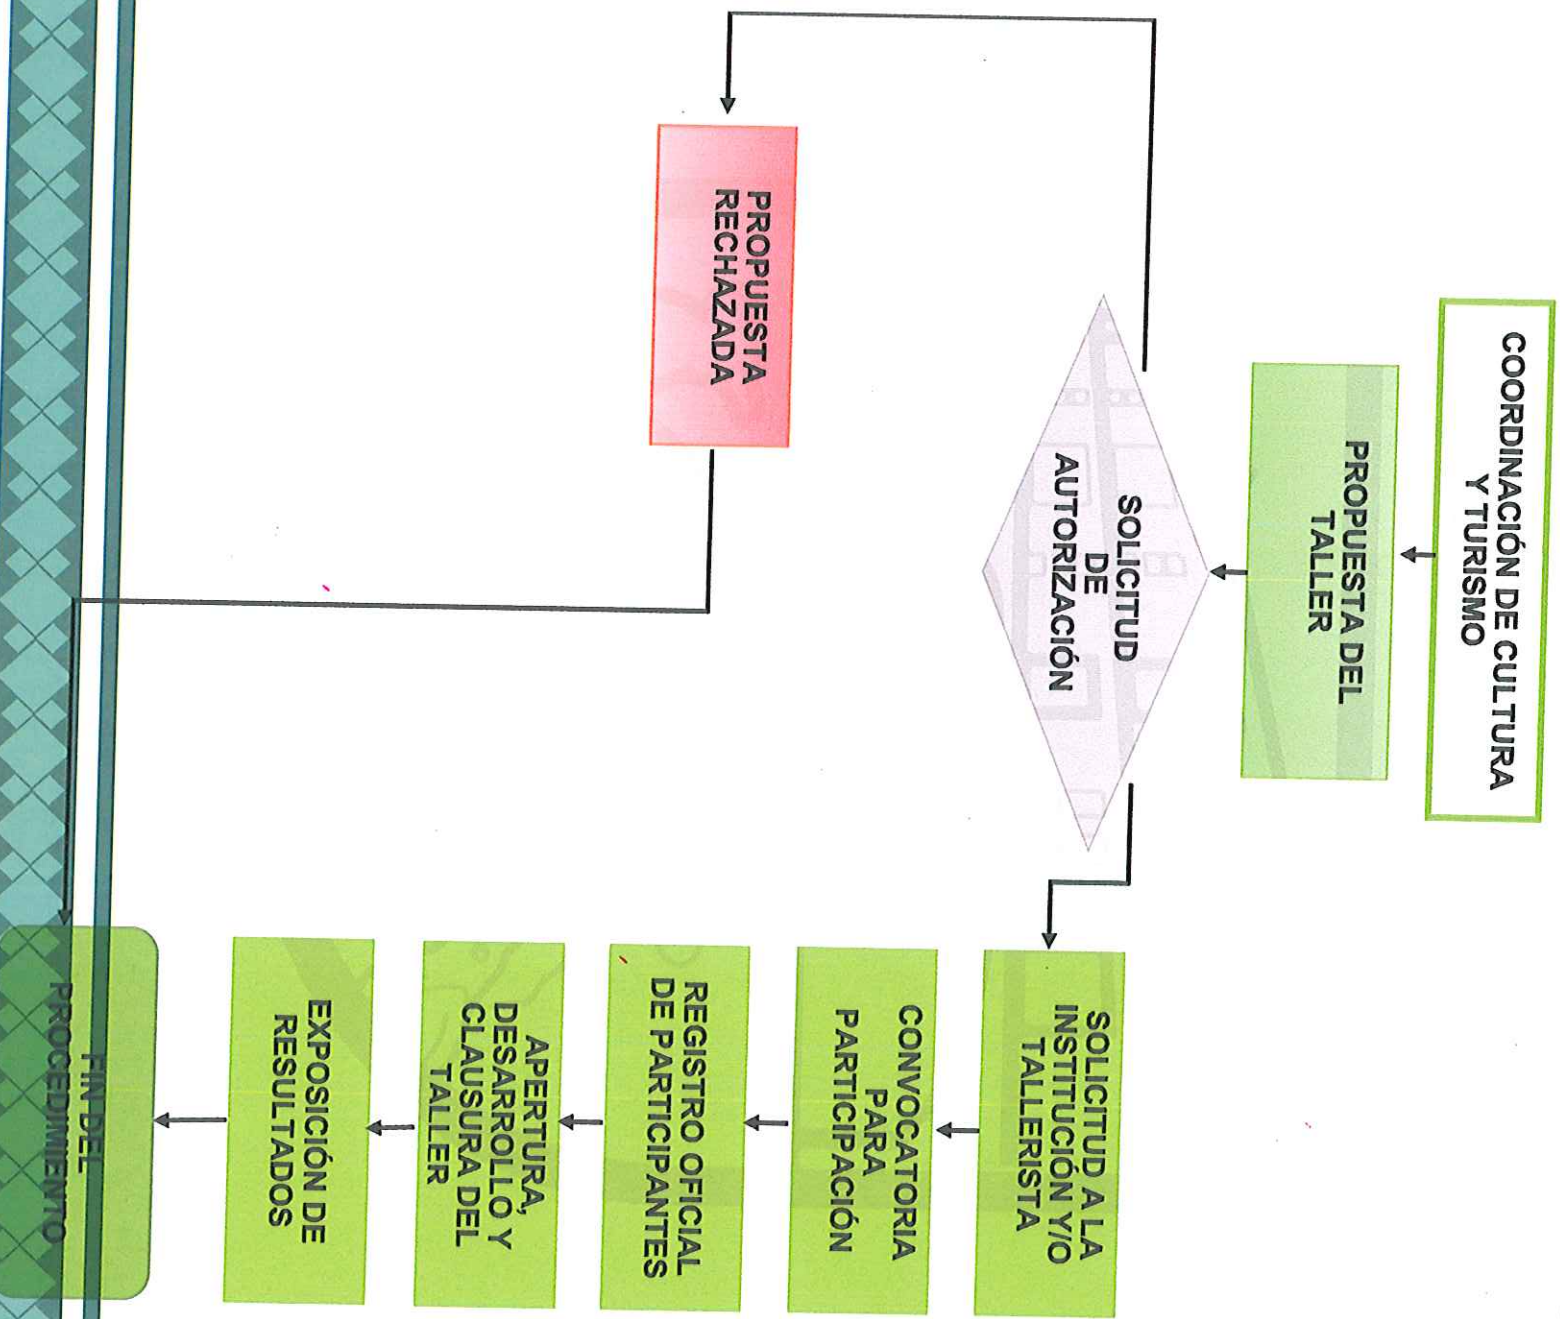 COORDINACIÓN DE CULTURA
Y TURISMO
PROPUESTA DEL
TALLER
SOLICITUD
DE
AUTORIZACIÓN
PROPUESTA
RECHAZADA
SOLICITUD A LA
INSTITUCIÓN Y/O
TALLERISTA
CONVOCATORIA
PARA
PARTICIPACIÓN
REGISTRO OFICIAL
DE PARTICIPANTES
APERTURA,
DESARROLLO Y
CLAUSURA DEL
TALLER
EXPOSICIÓN DE
RESULTADOS
FIN DEL
PROCEDIMIENTO